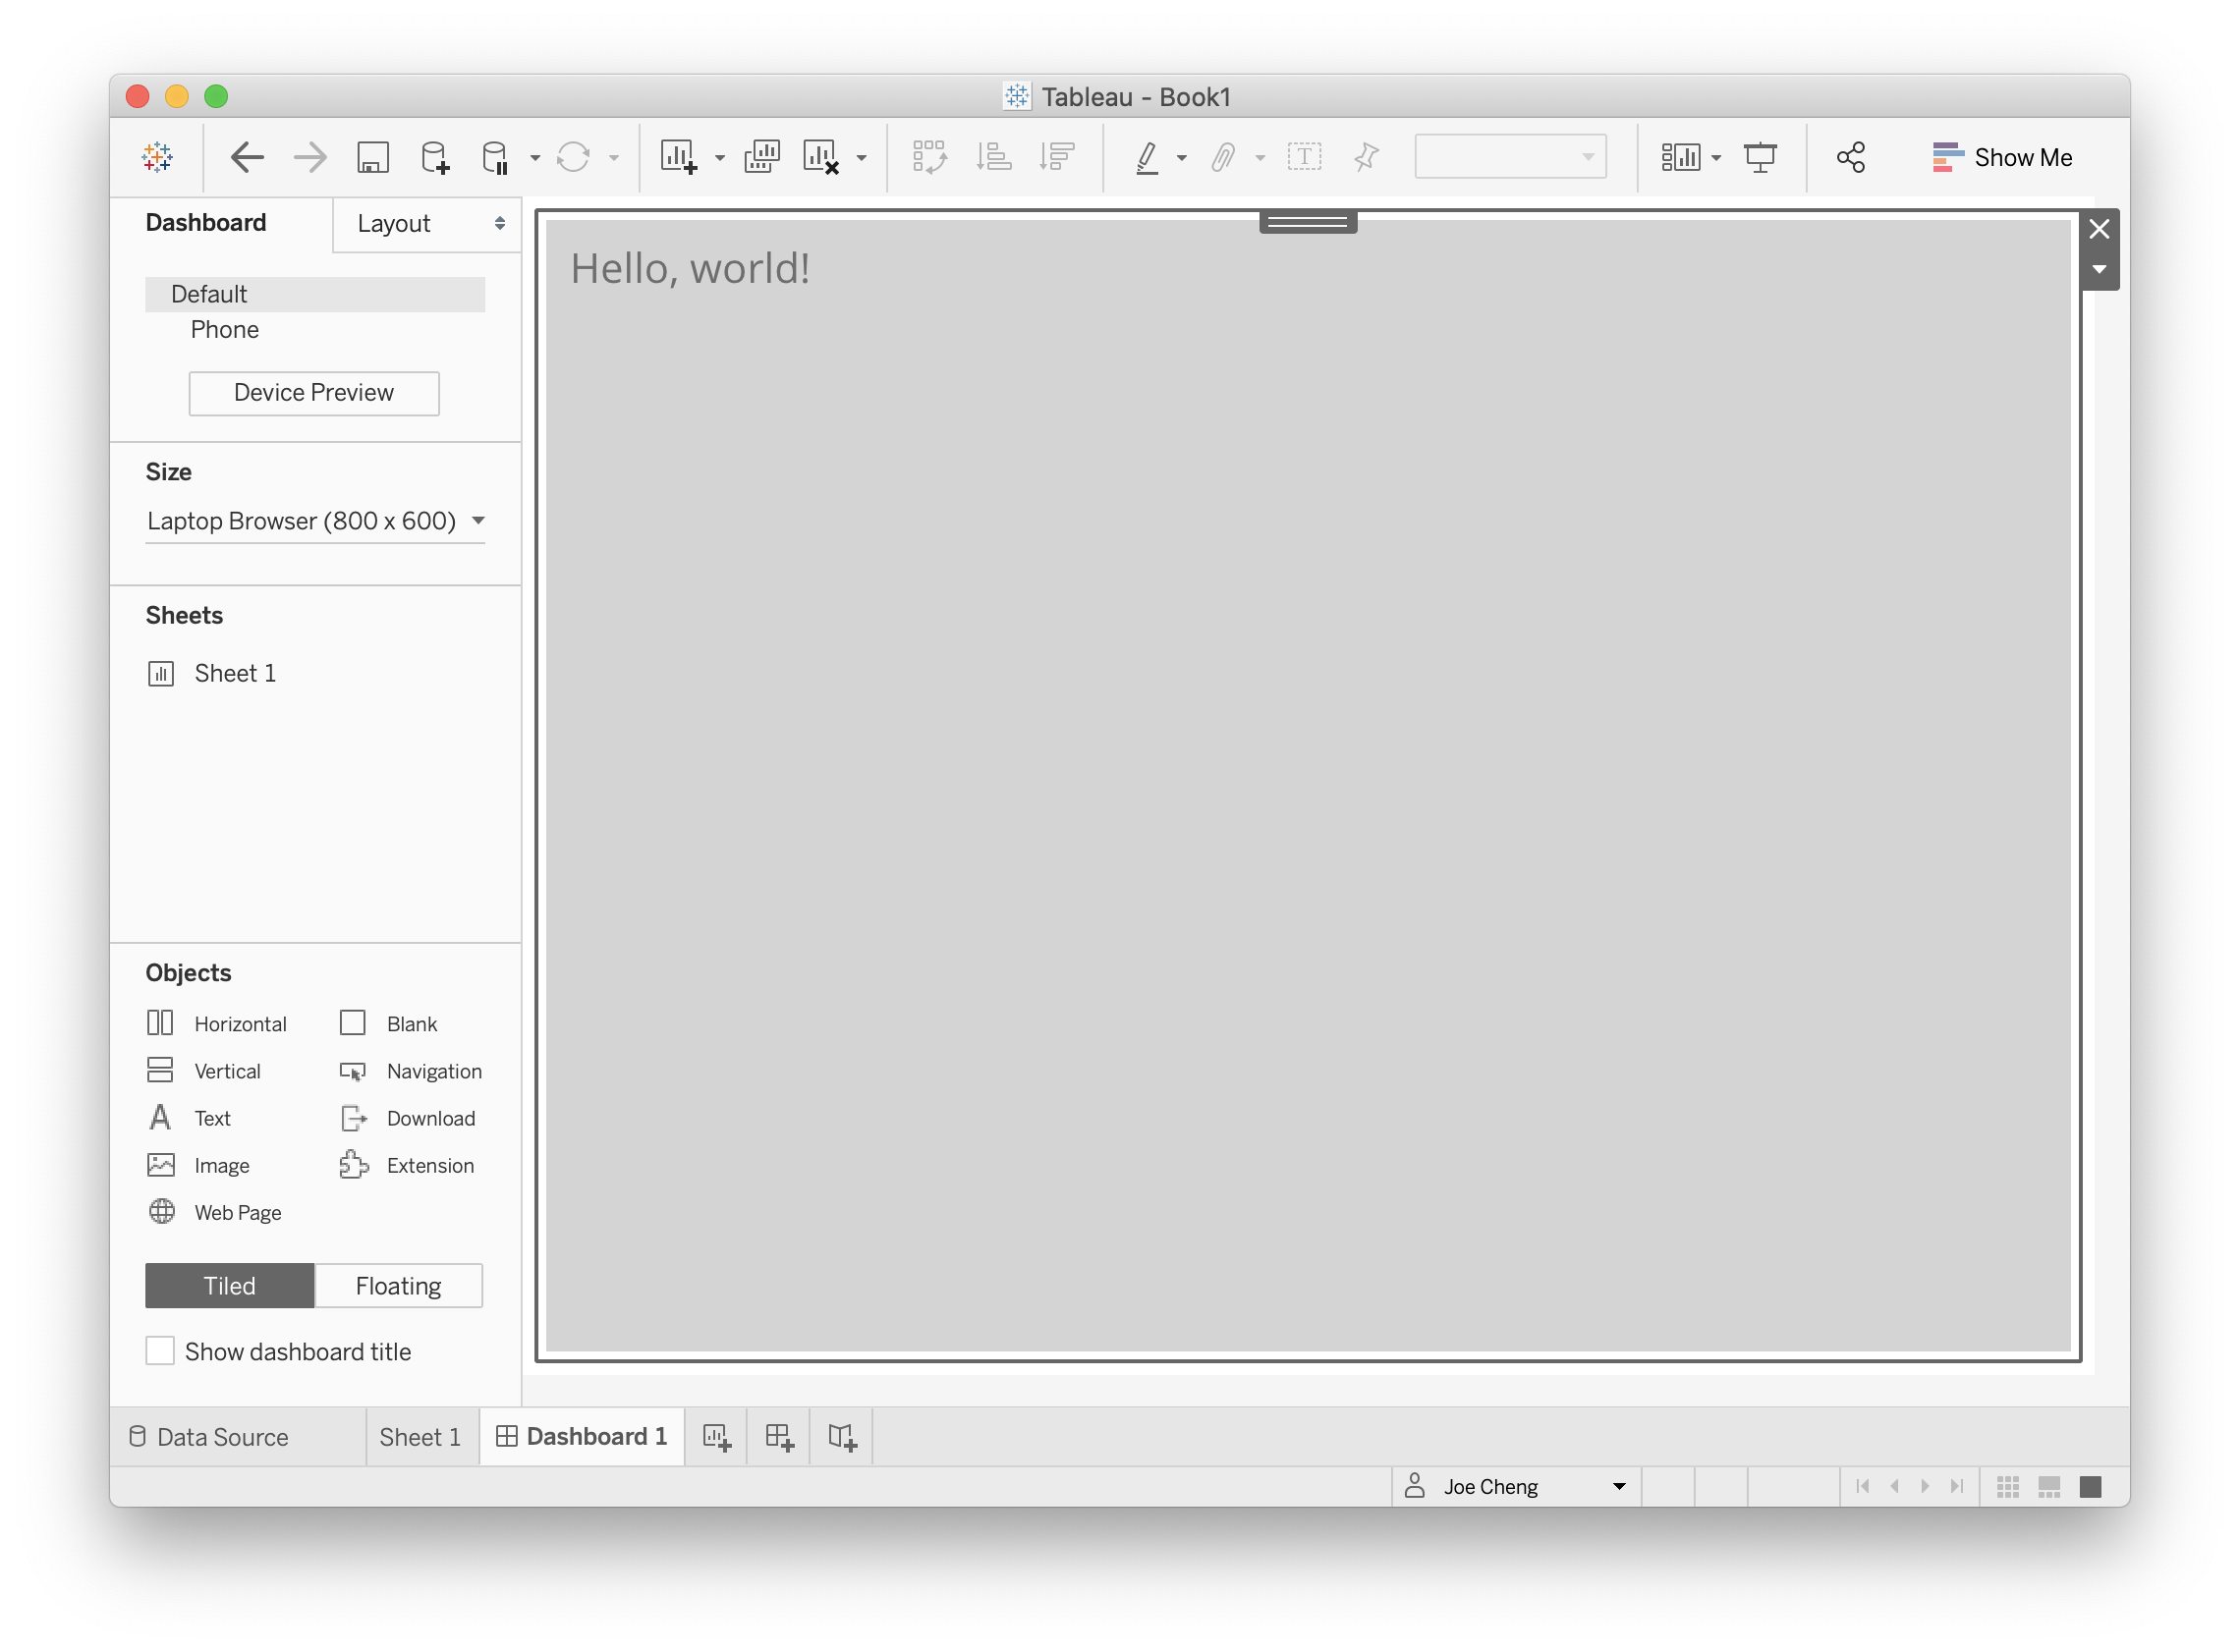 Tableau - Book1
Show Me
Dashboard
Layout
Default
Phone
Device Preview
Size
Laptop Browser (800 x 600)
Sheets
Sheet 1
Objects
Horizontal
Blank
Vertical
Navigation
Text
Download
Image
Extension
Web Page
Tiled
Floating
Show dashboard title
Hello, world!
Data Source
Sheet 1
Dashboard 1
Joe Cheng